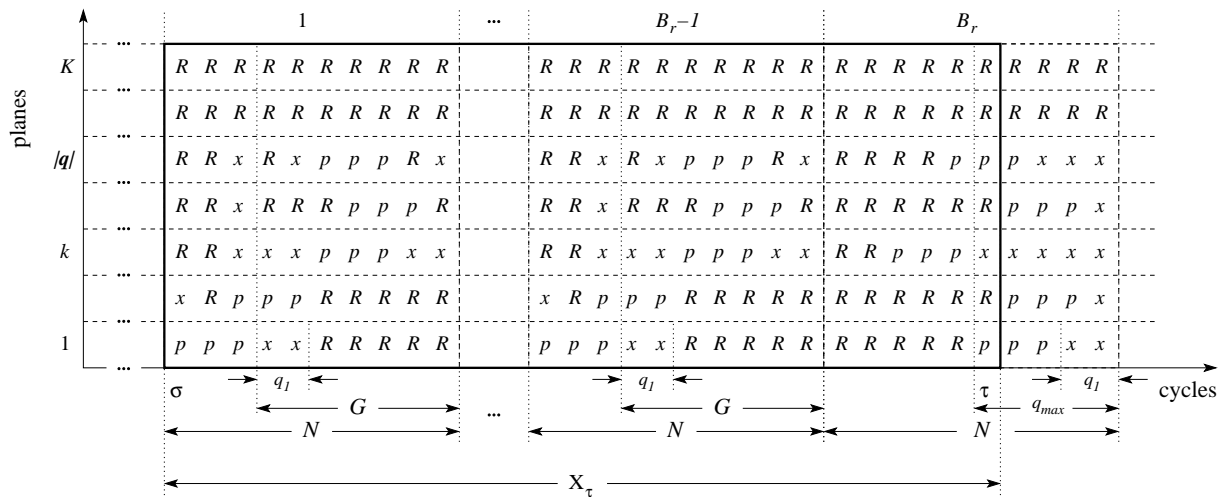 1 ... B_r–1 B_r
... ... ... ... ...
K R R R R R R R R R R R R R R R R R R R R R R R R R R R R R R
... R R R R R R R R R R R R R R R R R R R R R R R R R R R R R R
planes
... |q| R R x R x p p p R x R R x R x p p p R x R R R R p p p x x x
... R R x R R R p p p R R R x R R R p p p R R R R R R R p p p x
... k R R x x x p p p x x R R x x x p p p x x R R p p p x x x x x
... x R p p p R R R R R x R p p p R R R R R R R R R R R p p p x
... 1 p p p x x R R R R R p p p x x R R R R R R R R R R p p p x x
...
σ q_1 q_1 τ q_1 cycles
G ... G q_max
N N N
X_τ